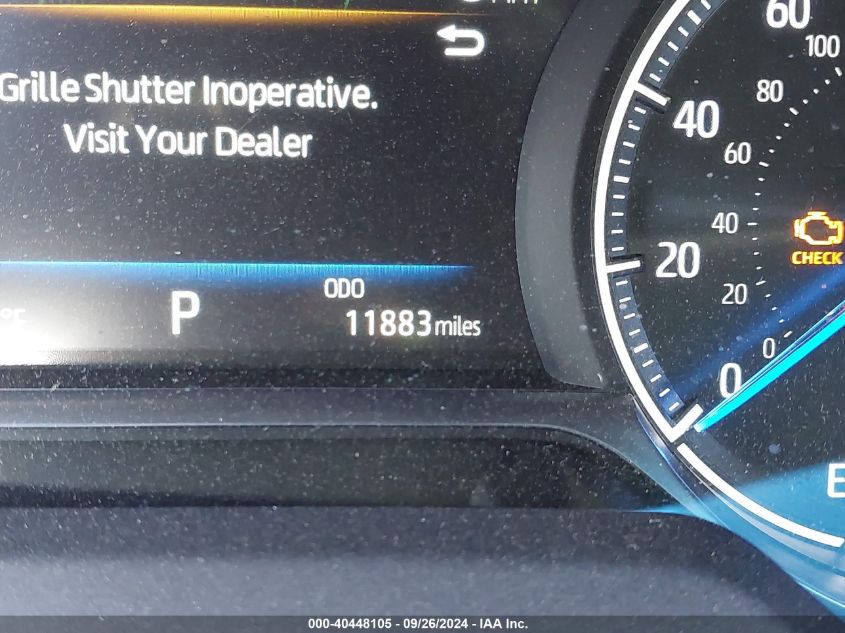 Grille Shutter Inoperative.
Visit Your Dealer
ODO
P
11883 miles
60
100
80
40
60
40
CHECK
20
20
0
0
E
000-40448105 - 09/26/2024 - IAA Inc.